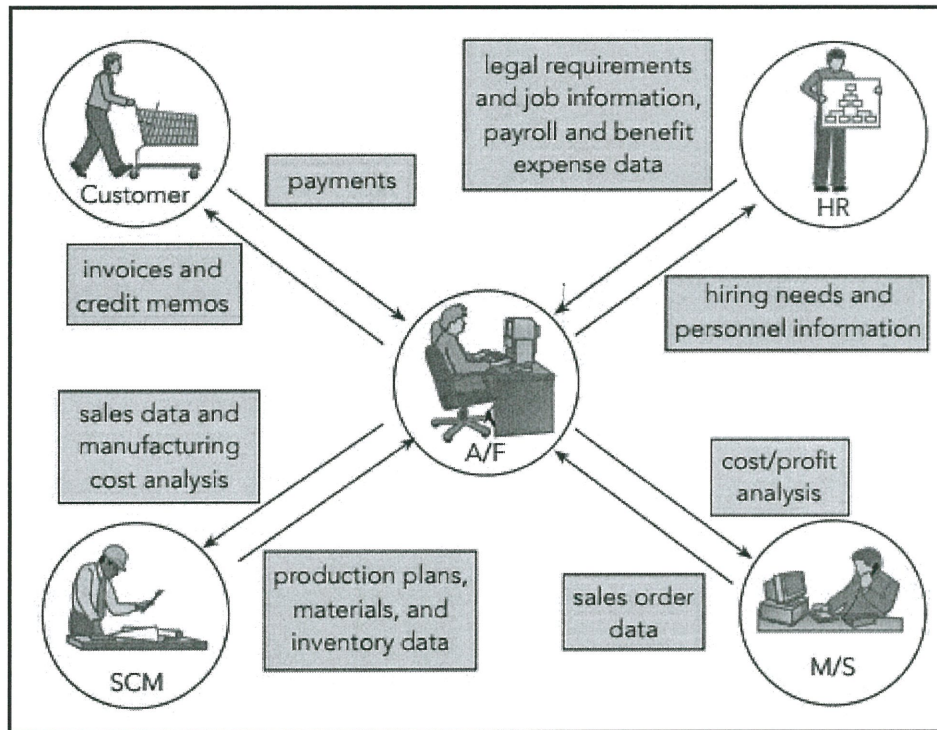 legal requirements
and job information,
payroll and benefit
expense data
Customer
payments
HR
invoices and
credit memos
hiring needs and
personnel information
sales data and
manufacturing
cost analysis
A/F
cost/profit
analysis
production plans,
materials, and
inventory data
sales order
data
SCM
M/S